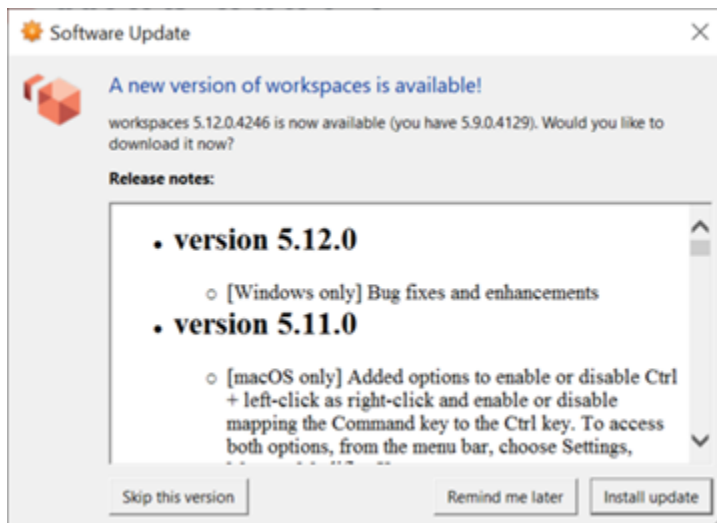 Software Update
A new version of workspaces is available!
workspaces 5.12.0.4246 is now available (you have 5.9.0.4129). Would you like to
download it now?
Release notes:
• version 5.12.0
○ [Windows only] Bug fixes and enhancements
• version 5.11.0
○ [macOS only] Added options to enable or disable Ctrl
+ left-click as right-click and enable or disable
mapping the Command key to the Ctrl key. To access
both options, from the menu bar, choose Settings,
Skip this version
Remind me later
Install update